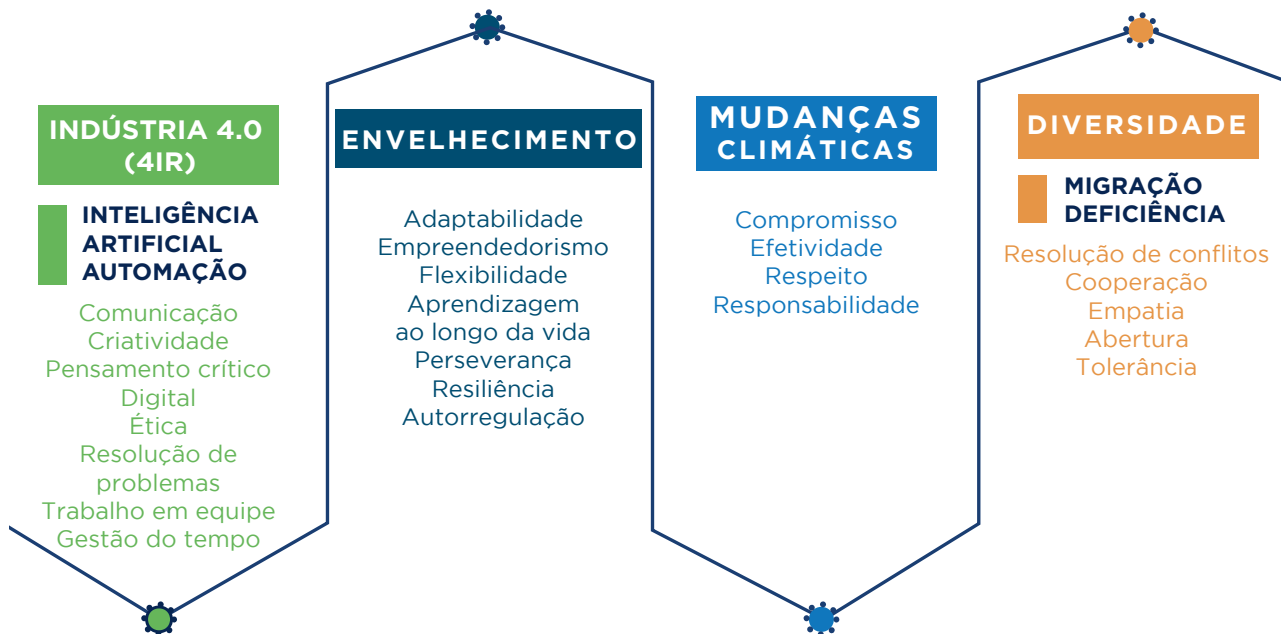 INDÚSTRIA 4.0
(4IR)
INTELIGÊNCIA
ARTIFICIAL
AUTOMAÇÃO
Comunicação
Criatividade
Pensamento crítico
Digital
Ética
Resolução de
problemas
Trabalho em equipe
Gestão do tempo
ENVELHECIMENTO
Adaptabilidade
Empreendedorismo
Flexibilidade
Aprendizagem
ao longo da vida
Perseverança
Resiliência
Autorregulação
MUDANÇAS
CLIMÁTICAS
Compromisso
Efetividade
Respeito
Responsabilidade
DIVERSIDADE
MIGRAÇÃO
DEFICIÊNCIA
Resolução de conflitos
Cooperação
Empatia
Abertura
Tolerância